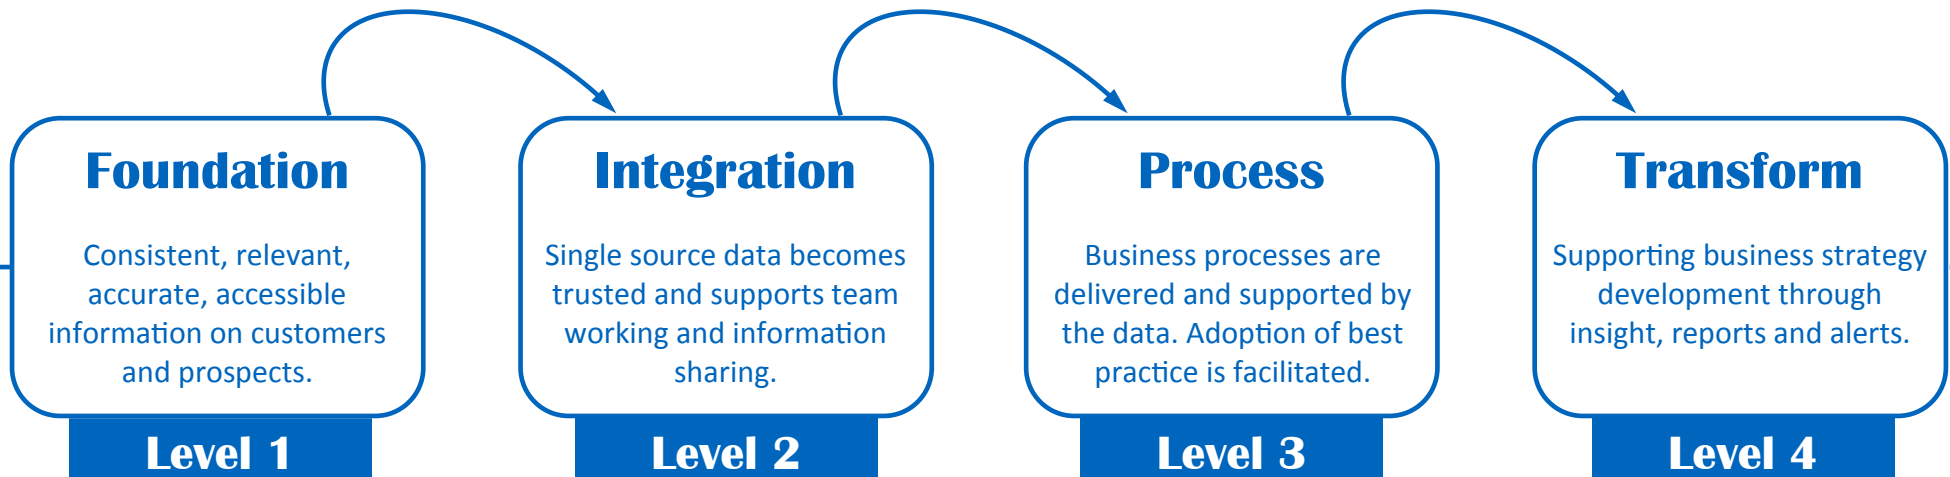 Foundation
Consistent, relevant,
accurate, accessible
information on customers
and prospects.
Level 1
Integration
Single source data becomes
trusted and supports team
working and information
sharing.
Level 2
Process
Business processes are
delivered and supported by
the data. Adoption of best
practice is facilitated.
Level 3
Transform
Supporting business strategy
development through
insight, reports and alerts.
Level 4